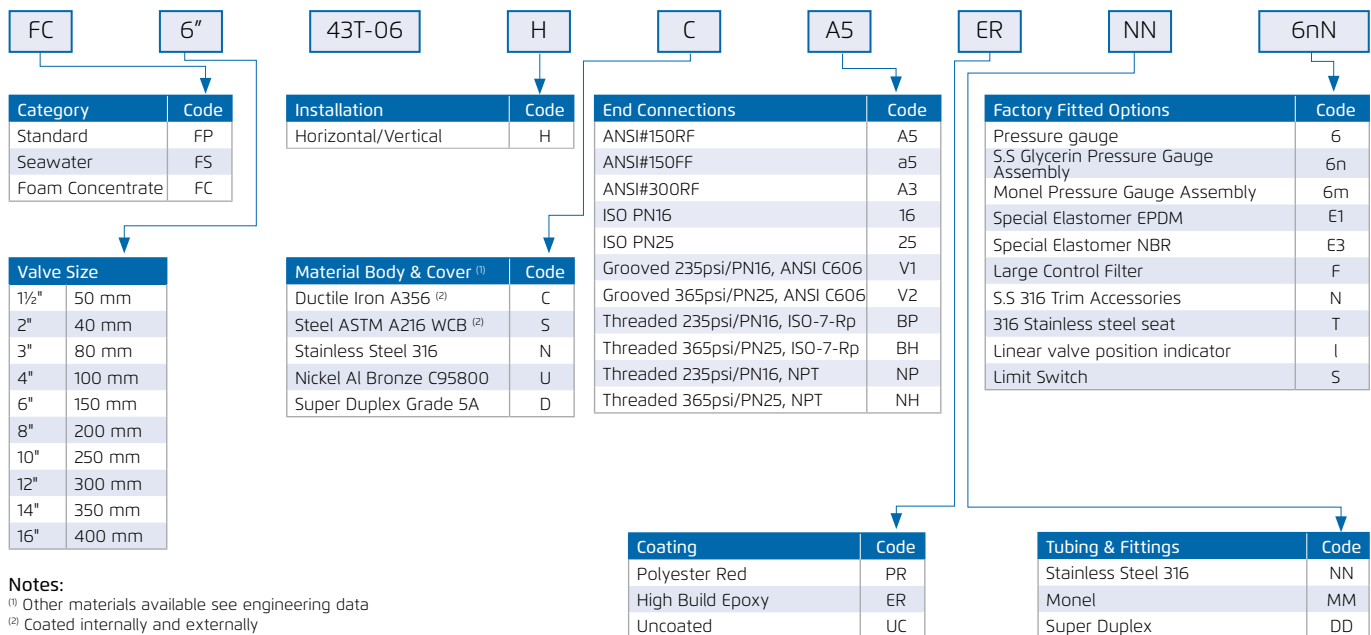 FC 6" 43T-06 H C A5 ER NN 6nN
Category Code
Standard FP
Seawater FS
Foam Concentrate FC
Valve Size
1½" 50 mm
2" 40 mm
3" 80 mm
4" 100 mm
6" 150 mm
8" 200 mm
10" 250 mm
12" 300 mm
14" 350 mm
16" 400 mm
Installation Code
Horizontal/Vertical H
Material Body & Cover (1) Code
Ductile Iron A356 (2) C
Steel ASTM A216 WCB (2) S
Stainless Steel 316 N
Nickel Al Bronze C95800 U
Super Duplex Grade 5A D
End Connections Code
ANSI#150RF A5
ANSI#150FF a5
ANSI#300RF A3
ISO PN16 16
ISO PN25 25
Grooved 235psi/PN16, ANSI C606 V1
Grooved 365psi/PN25, ANSI C606 V2
Threaded 235psi/PN16, ISO-7-Rp BP
Threaded 365psi/PN25, ISO-7-Rp BH
Threaded 235psi/PN16, NPT NP
Threaded 365psi/PN25, NPT NH
Factory Fitted Options Code
Pressure gauge 6
S.S Glycerin Pressure Gauge
Assembly 6n
Monel Pressure Gauge Assembly 6m
Special Elastomer EPDM E1
Special Elastomer NBR E3
Large Control Filter F
S.S 316 Trim Accessories N
316 Stainless steel seat T
Linear valve position indicator l
Limit Switch S
Coating Code
Polyester Red PR
High Build Epoxy ER
Uncoated UC
Tubing & Fittings Code
Stainless Steel 316 NN
Monel MM
Super Duplex DD
Notes:
(1) Other materials available see engineering data
(2) Coated internally and externally